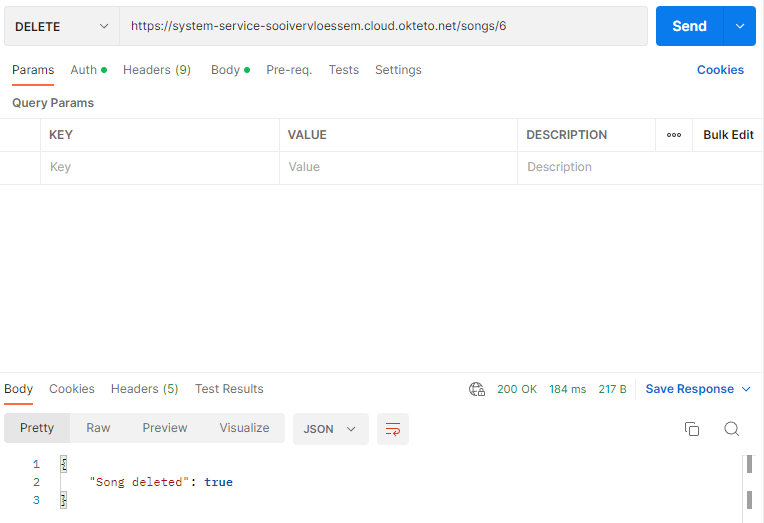 DELETE https://system-service-sooivervloessem.cloud.okteto.net/songs/6 Send
Params Auth Headers (9) Body Pre-req. Tests Settings Cookies
Query Params
KEY VALUE DESCRIPTION Bulk Edit
Key Value Description
Body Cookies Headers (5) Test Results 200 OK 184 ms 217 B Save Response
Pretty Raw Preview Visualize JSON
1 {
2 "Song deleted": true
3 }